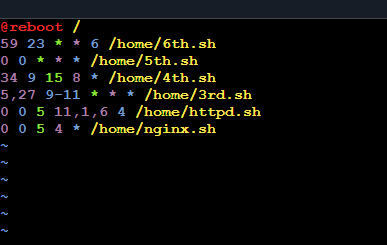 @reboot /
59 23 * * 6 /home/6th.sh
0 0 * * * /home/5th.sh
34 9 15 8 * /home/4th.sh
5,27 9-11 * * * /home/3rd.sh
0 0 5 11,1,6 4 /home/httpd.sh
0 0 5 4 * /home/nginx.sh
~
~
~
~
~
~